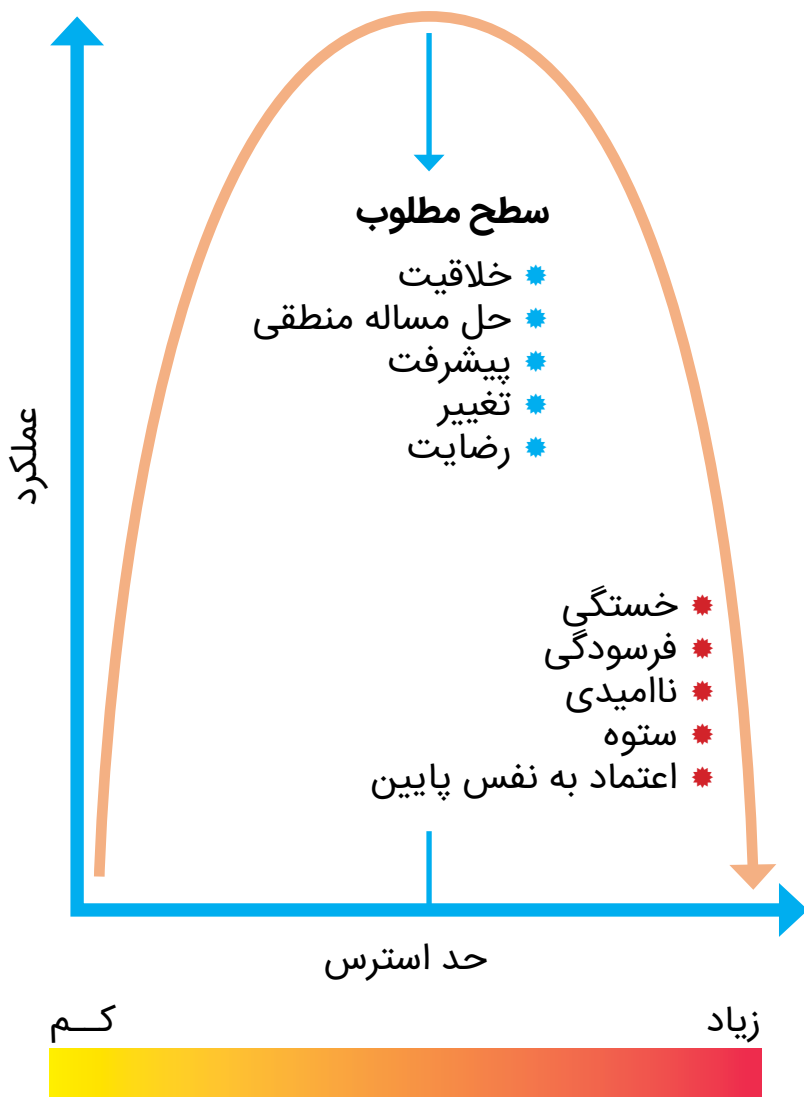 سطح مطلوب
خلاقیت
حل مساله منطقی
پیشرفت
تغییر
رضایت
عملکرد
خستگی
فرسودگی
ناامیدی
ستوه
اعتماد به نفس پایین
حد استرس
زیاد
کــم